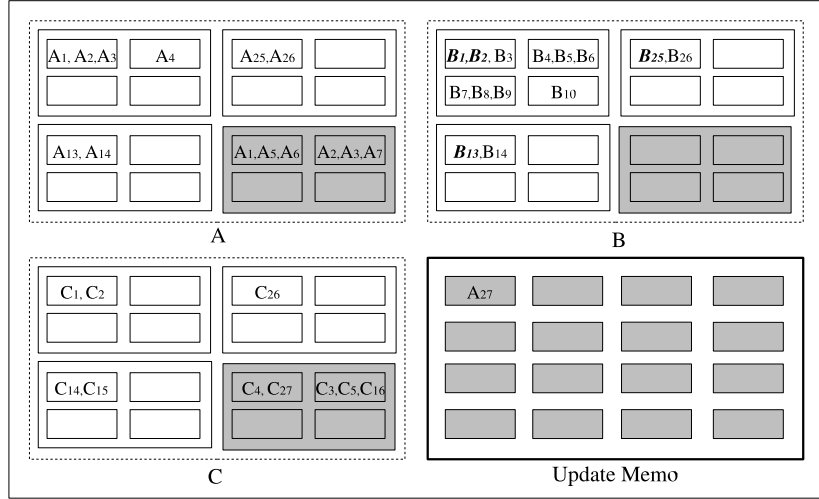 A1, A2,A3 A4 A25,A26 B1,B2, B3 B4,B5,B6 B25,B26
B7,B8,B9 B10
A13, A14 A1,A5,A6 A2,A3,A7 B13,B14
A B
C1, C2 C26 A27
C14,C15 C4, C27 C3,C5,C16
C Update Memo